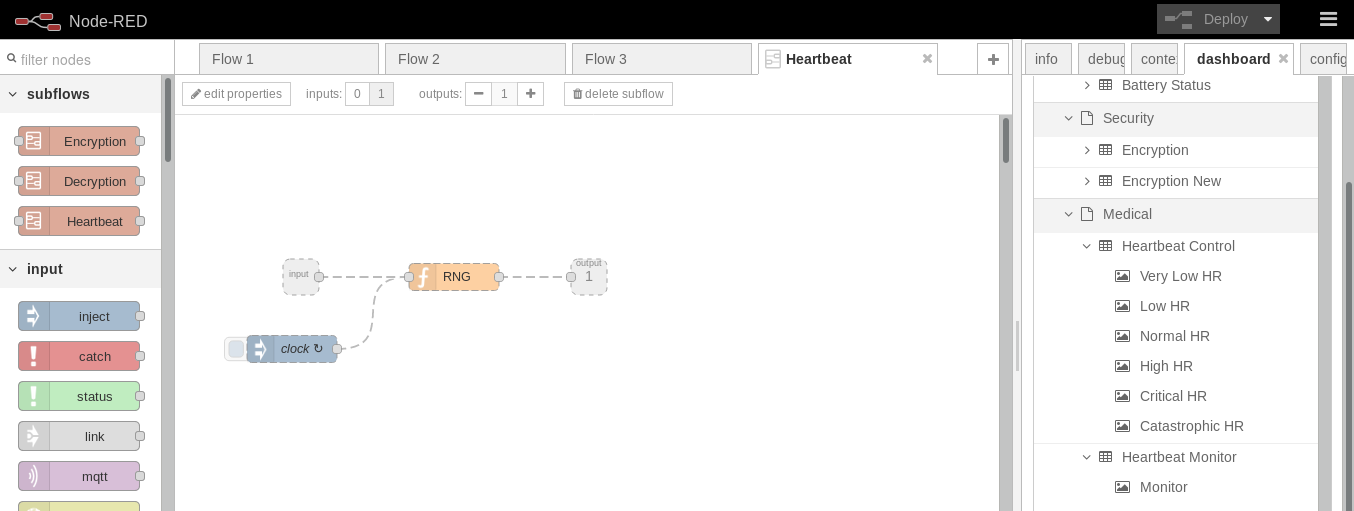 Node-RED
Deploy
filter nodes
Flow 1
Flow 2
Flow 3
Heartbeat
info
debug
contex
dashboard
config
edit properties
inputs: 0 1
outputs: 1
delete subflow
subflows
Encryption
Decryption
Heartbeat
input
inject
catch
status
link
mqtt
input
RNG
output
1
clock ↻
Battery Status
Security
Encryption
Encryption New
Medical
Heartbeat Control
Very Low HR
Low HR
Normal HR
High HR
Critical HR
Catastrophic HR
Heartbeat Monitor
Monitor